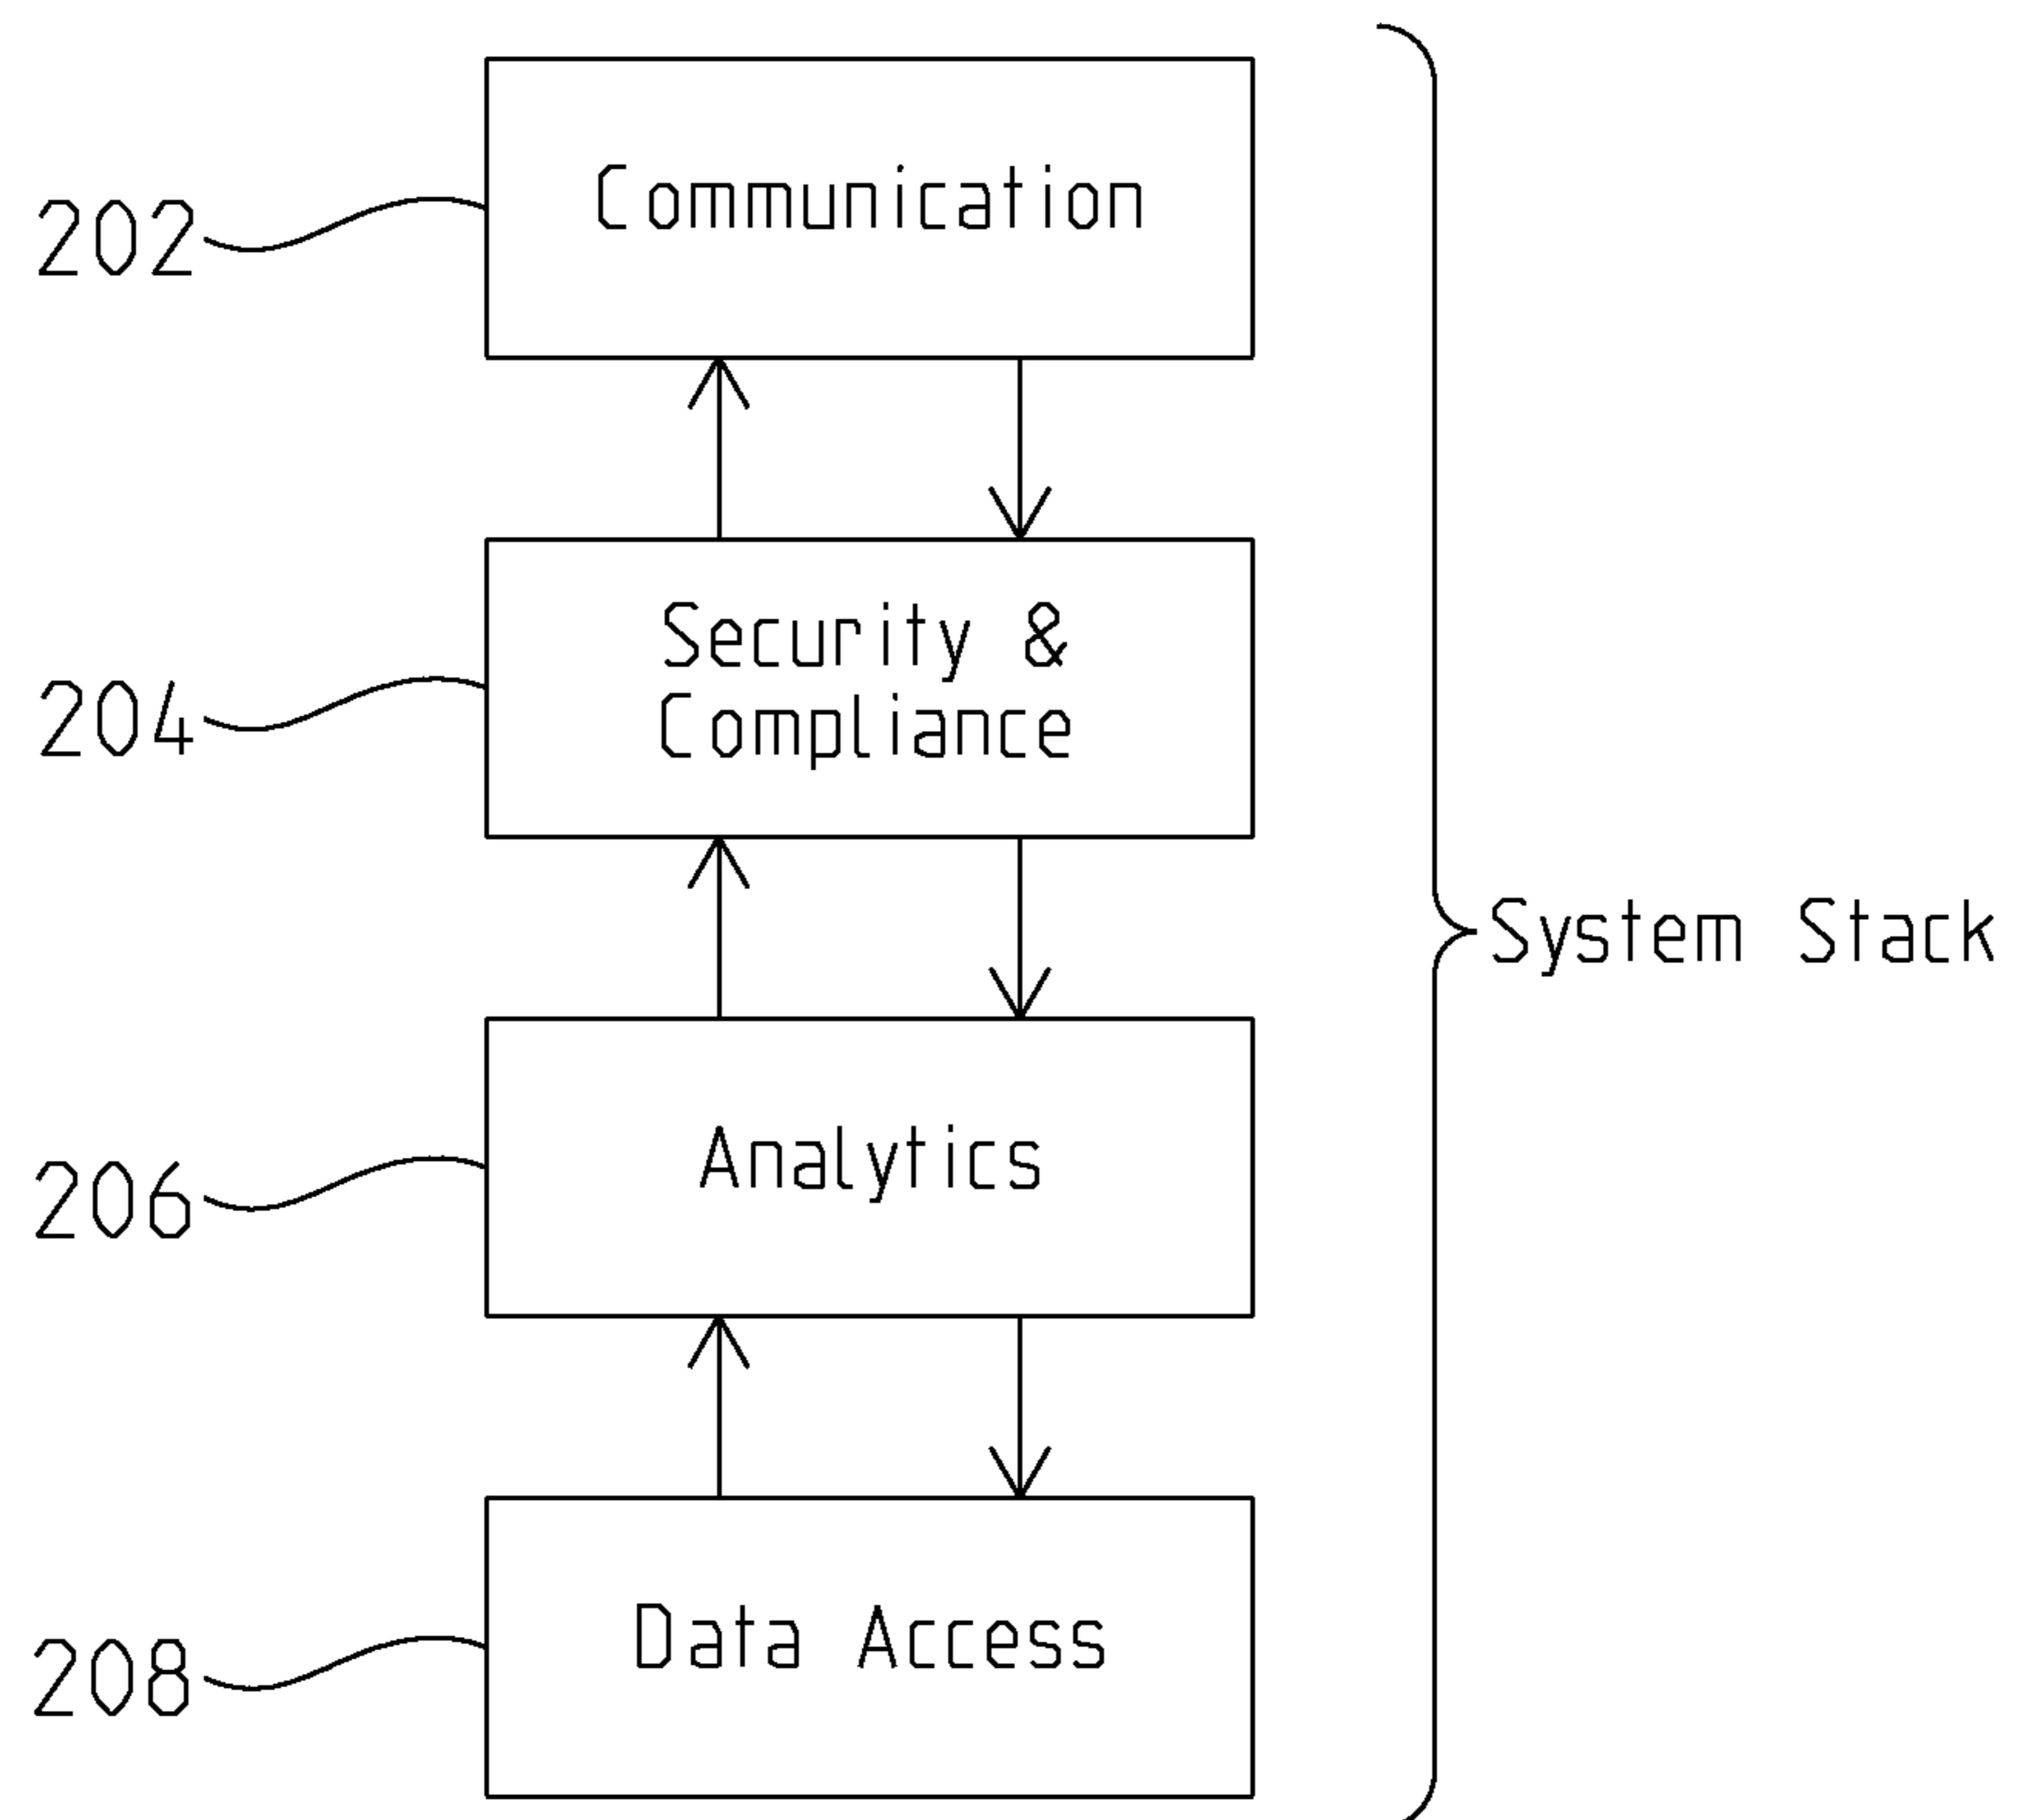 Communication
202
Security &
Compliance
204
System Stack
Analytics
206
Data Access
208